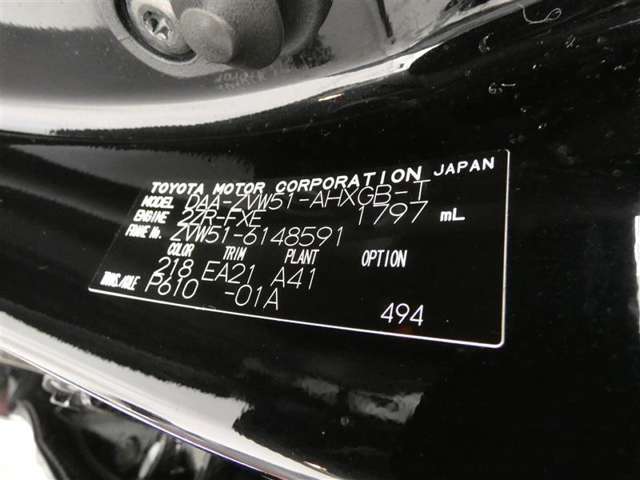 TOYOTA MOTOR CORPORATION JAPAN
MODEL DAA-ZVW51-AHXGB-T
ENGINE 2ZR-FXE 1797 mL
FRAME No. ZVW51-6148591
COLOR TRIM PLANT OPTION
218 EA21 A41
TRANS/AXLE P610 -01A
494